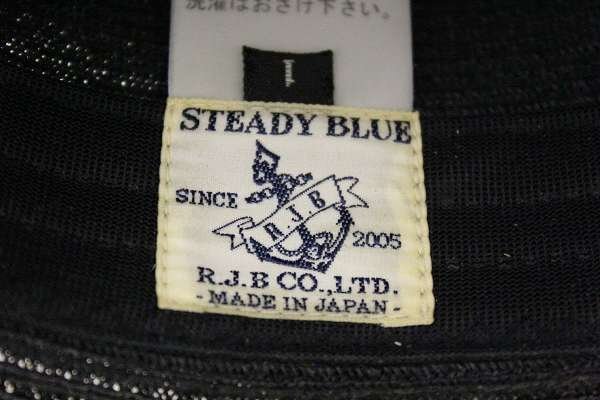 洗濯はおさけ下さい。
STEADY BLUE
SINCE
R.J.B
2005
R.J.B CO.,LTD.
- MADE IN JAPAN -